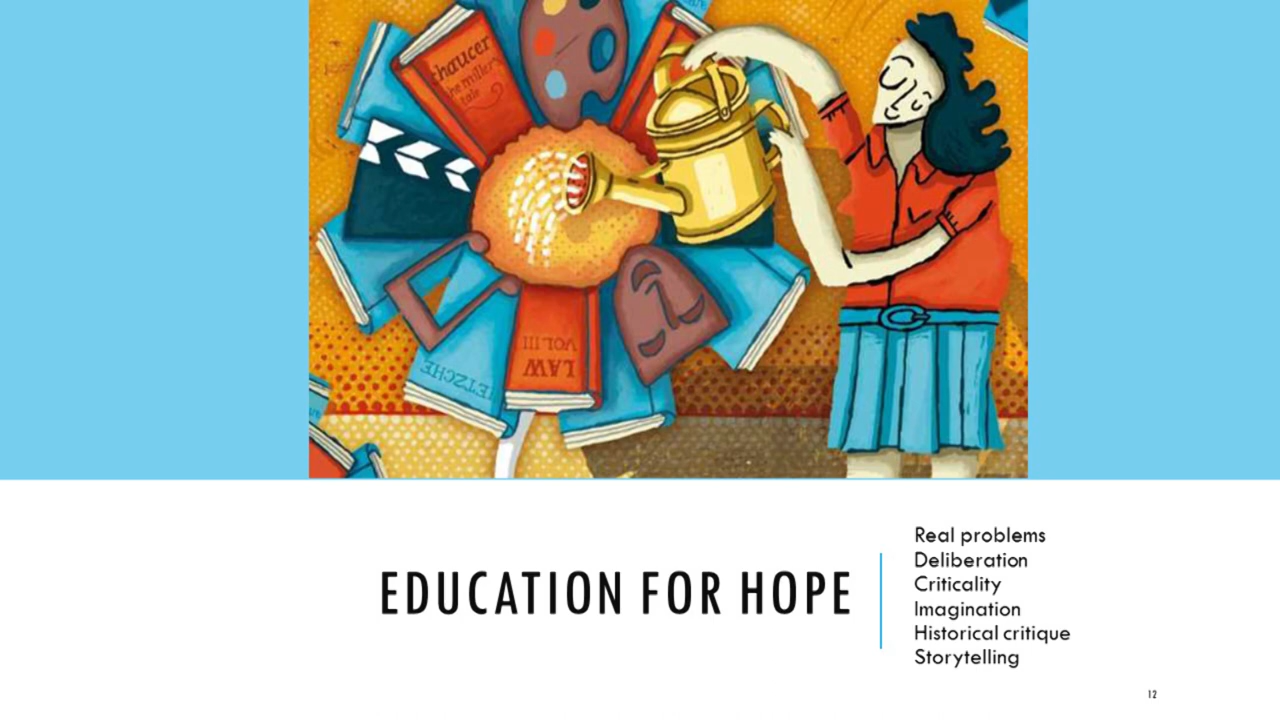 chaucer
the miller's
tale
LAW
VOL III
IETZCHE
EDUCATION FOR HOPE
Real problems
Deliberation
Criticality
Imagination
Historical critique
Storytelling
12